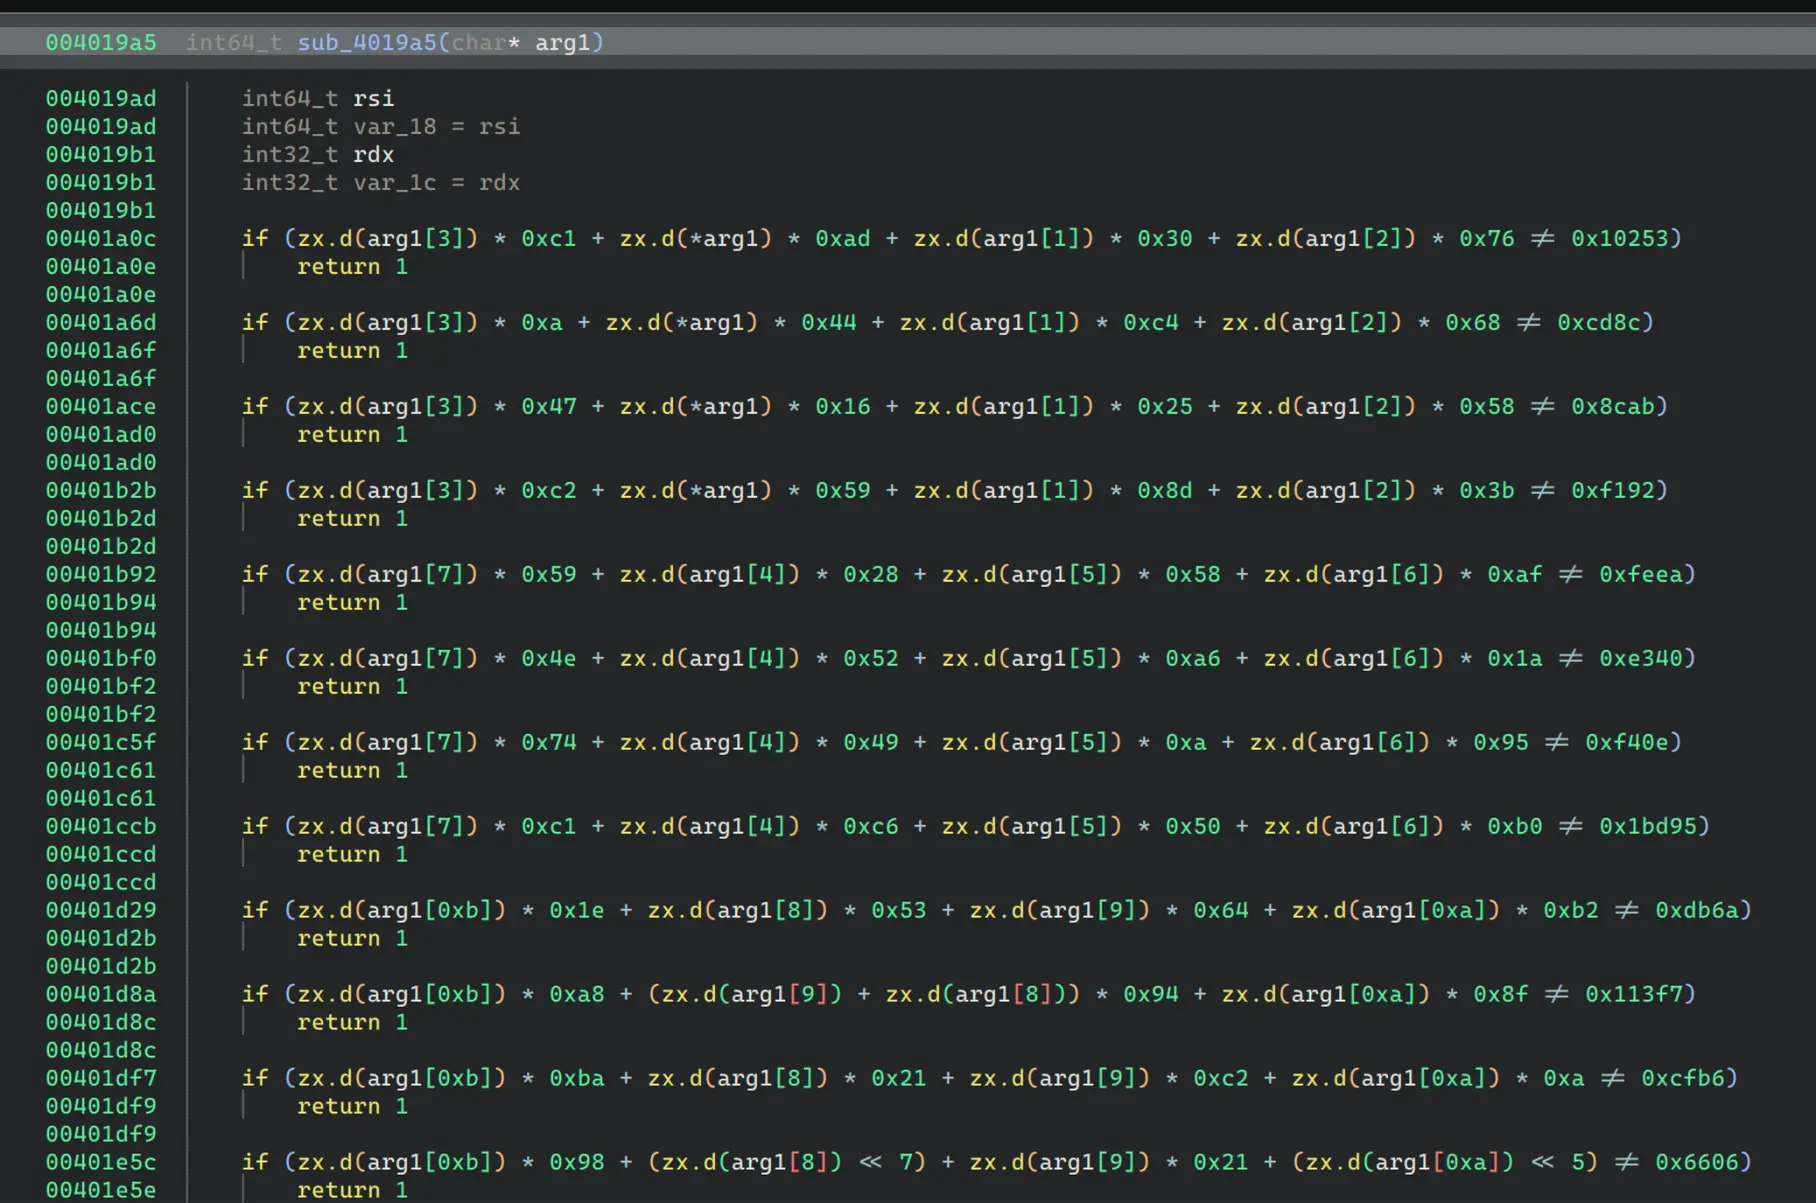 004019a5 int64_t sub_4019a5(char* arg1)
004019ad int64_t rsi
004019ad int64_t var_18 = rsi
004019b1 int32_t rdx
004019b1 int32_t var_1c = rdx
004019b1
00401a0c if (zx.d(arg1[3]) * 0xc1 + zx.d(*arg1) * 0xad + zx.d(arg1[1]) * 0x30 + zx.d(arg1[2]) * 0x76 ≠ 0x10253)
00401a0e return 1
00401a0e
00401a6d if (zx.d(arg1[3]) * 0xa + zx.d(*arg1) * 0x44 + zx.d(arg1[1]) * 0xc4 + zx.d(arg1[2]) * 0x68 ≠ 0xcd8c)
00401a6f return 1
00401a6f
00401ace if (zx.d(arg1[3]) * 0x47 + zx.d(*arg1) * 0x16 + zx.d(arg1[1]) * 0x25 + zx.d(arg1[2]) * 0x58 ≠ 0x8cab)
00401ad0 return 1
00401ad0
00401b2b if (zx.d(arg1[3]) * 0xc2 + zx.d(*arg1) * 0x59 + zx.d(arg1[1]) * 0x8d + zx.d(arg1[2]) * 0x3b ≠ 0xf192)
00401b2d return 1
00401b2d
00401b92 if (zx.d(arg1[7]) * 0x59 + zx.d(arg1[4]) * 0x28 + zx.d(arg1[5]) * 0x58 + zx.d(arg1[6]) * 0xaf ≠ 0xfeea)
00401b94 return 1
00401b94
00401bf0 if (zx.d(arg1[7]) * 0x4e + zx.d(arg1[4]) * 0x52 + zx.d(arg1[5]) * 0xa6 + zx.d(arg1[6]) * 0x1a ≠ 0xe340)
00401bf2 return 1
00401bf2
00401c5f if (zx.d(arg1[7]) * 0x74 + zx.d(arg1[4]) * 0x49 + zx.d(arg1[5]) * 0xa + zx.d(arg1[6]) * 0x95 ≠ 0xf40e)
00401c61 return 1
00401c61
00401ccb if (zx.d(arg1[7]) * 0xc1 + zx.d(arg1[4]) * 0xc6 + zx.d(arg1[5]) * 0x50 + zx.d(arg1[6]) * 0xb0 ≠ 0x1bd95)
00401ccd return 1
00401ccd
00401d29 if (zx.d(arg1[0xb]) * 0x1e + zx.d(arg1[8]) * 0x53 + zx.d(arg1[9]) * 0x64 + zx.d(arg1[0xa]) * 0xb2 ≠ 0xdb6a)
00401d2b return 1
00401d2b
00401d8a if (zx.d(arg1[0xb]) * 0xa8 + (zx.d(arg1[9]) + zx.d(arg1[8])) * 0x94 + zx.d(arg1[0xa]) * 0x8f ≠ 0x113f7)
00401d8c return 1
00401d8c
00401df7 if (zx.d(arg1[0xb]) * 0xba + zx.d(arg1[8]) * 0x21 + zx.d(arg1[9]) * 0xc2 + zx.d(arg1[0xa]) * 0xa ≠ 0xcfb6)
00401df9 return 1
00401df9
00401e5c if (zx.d(arg1[0xb]) * 0x98 + (zx.d(arg1[8]) << 7) + zx.d(arg1[9]) * 0x21 + (zx.d(arg1[0xa]) << 5) ≠ 0x6606)
00401e5e return 1